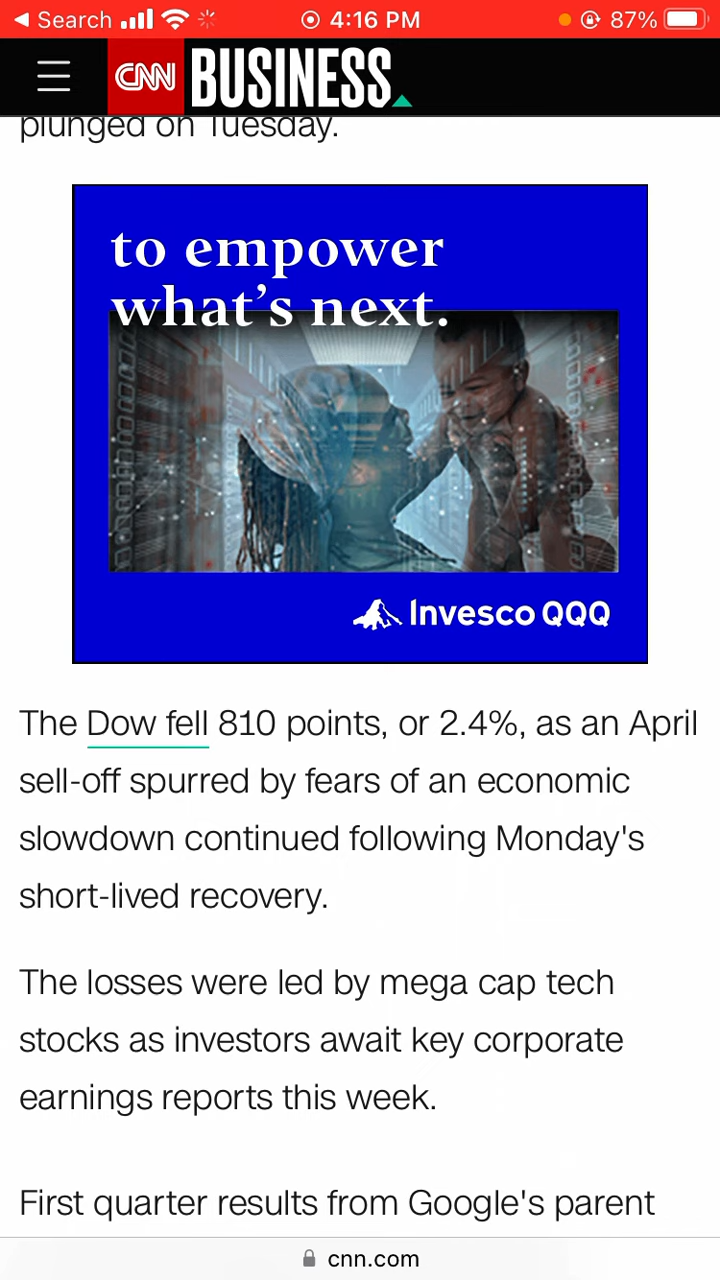 Search 4:16 PM 87%
CNN BUSINESS
plunged on Tuesday.
to empower
what's next.
Invesco QQQ
The Dow fell 810 points, or 2.4%, as an April
sell-off spurred by fears of an economic
slowdown continued following Monday's
short-lived recovery.
The losses were led by mega cap tech
stocks as investors await key corporate
earnings reports this week.
First quarter results from Google's parent
cnn.com